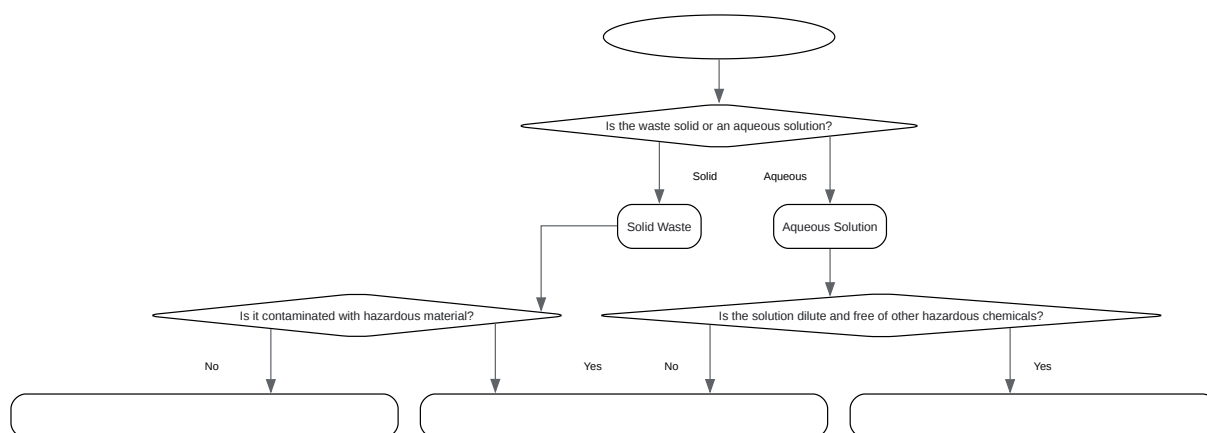 Is the waste solid or an aqueous solution?
Solid
Aqueous
Solid Waste
Aqueous Solution
Is it contaminated with hazardous material?
Is the solution dilute and free of other hazardous chemicals?
No
Yes
No
Yes